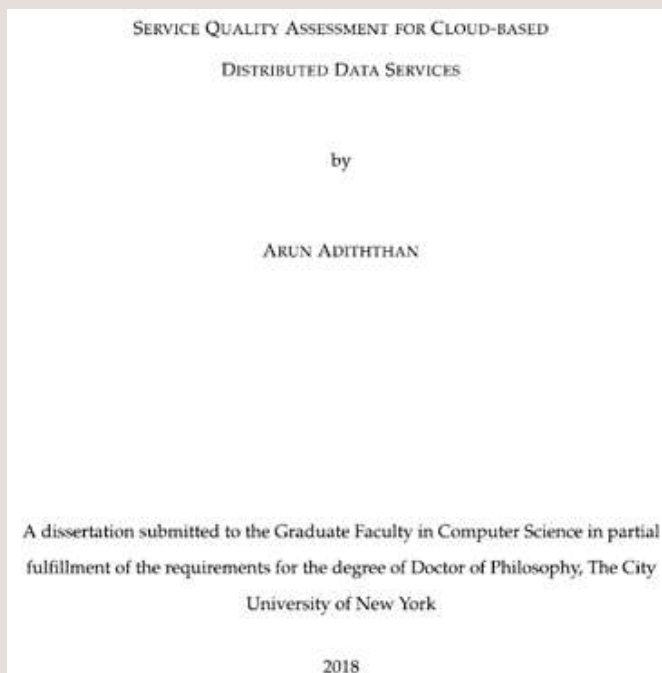 SERVICE QUALITY ASSESSMENT FOR CLOUD-BASED
DISTRIBUTED DATA SERVICES
by
ARUN ADITHTHAN
A dissertation submitted to the Graduate Faculty in Computer Science in partial
fulfillment of the requirements for the degree of Doctor of Philosophy, The City
University of New York
2018